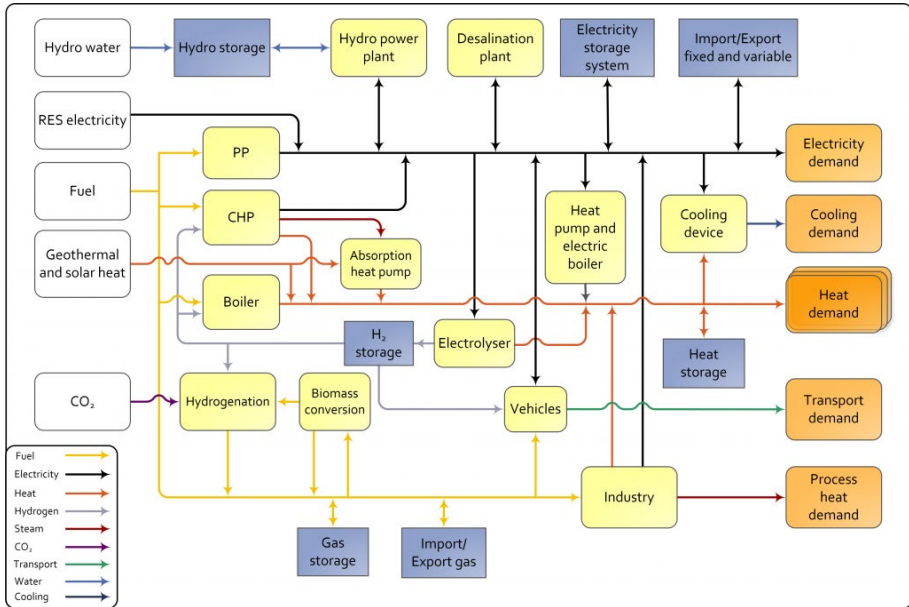 Hydro water
Hydro storage
Hydro power
plant
Desalination
plant
Electricity
storage
system
Import/Export
fixed and variable
RES electricity
PP
Electricity
demand
Fuel
CHP
Heat
pump and
electric
boiler
Cooling
device
Cooling
demand
Geothermal
and solar heat
Absorption
heat pump
Boiler
Heat
demand
H₂
storage
Electrolyser
Heat
storage
CO₂
Hydrogenation
Biomass
conversion
Vehicles
Transport
demand
Industry
Process
heat
demand
Gas
storage
Import/
Export gas
Fuel
Electricity
Heat
Hydrogen
Steam
CO₂
Transport
Water
Cooling